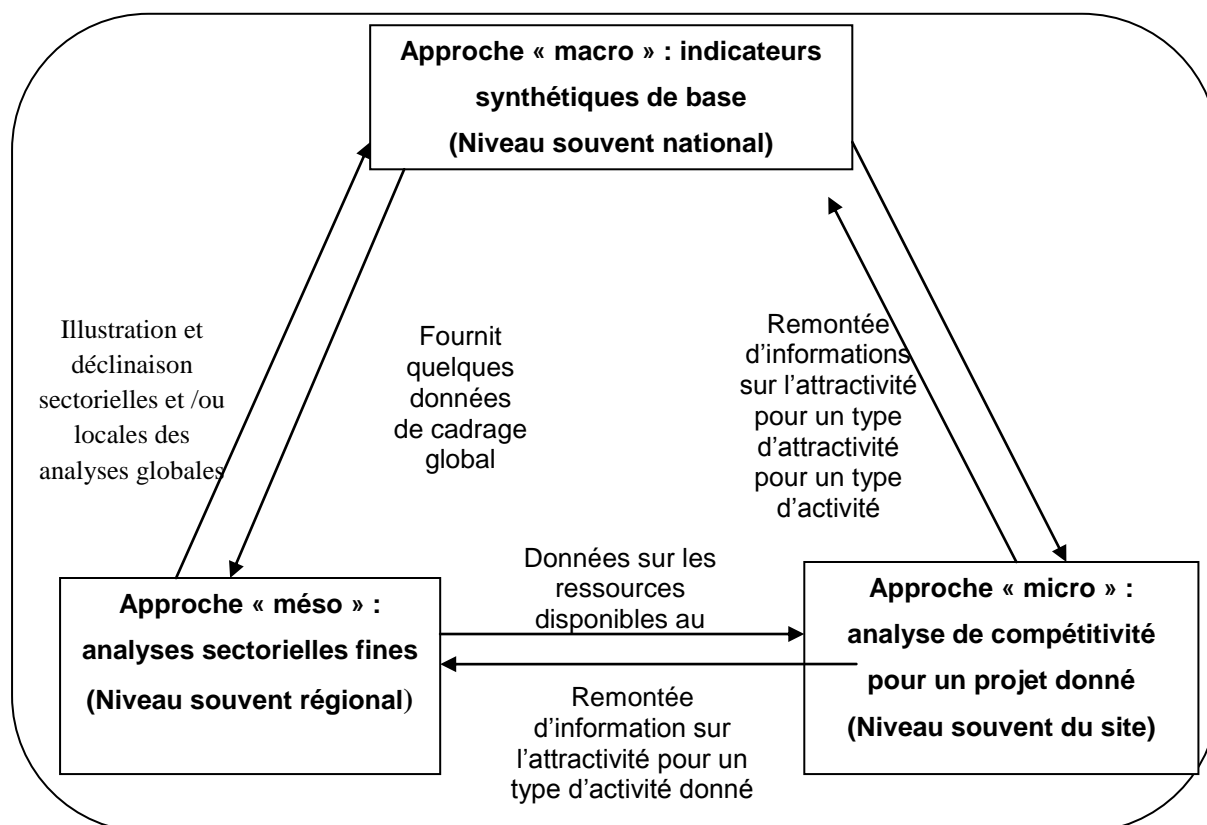 Approche « macro » : indicateurs
synthétiques de base
(Niveau souvent national)
Illustration et
déclinaison
sectorielles et /ou
locales des
analyses globales
Fournit
quelques
données
de cadrage
global
Remontée
d’informations
sur l’attractivité
pour un type
d’attractivité
pour un type
d’activité
Données sur les
ressources
disponibles au
Approche « méso » :
analyses sectorielles fines
(Niveau souvent régional)
Approche « micro » :
analyse de compétitivité
pour un projet donné
(Niveau souvent du site)
Remontée
d’information sur
l’attractivité pour un
type d’activité donné